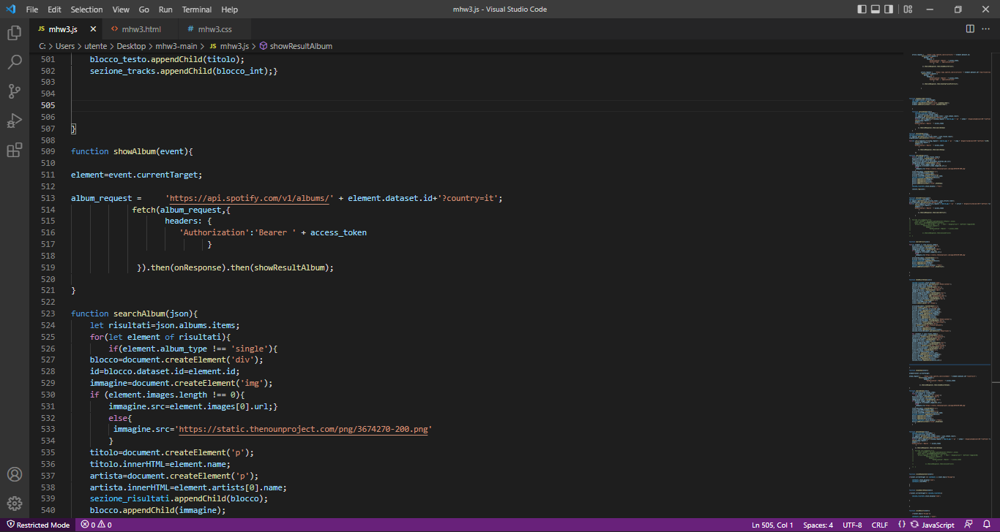 File Edit Selection View Go Run Terminal Help mhw3.js - Visual Studio Code
JS mhw3.js <> mhw3.html # mhw3.css
C: > Users > utente > Desktop > mhw3-main > JS mhw3.js > showResultAlbum
501 blocco_testo.appendChild(titolo);
502 sezione_tracks.appendChild(blocco_int);}
503
504
505
506
507 }
508
509 function showAlbum(event){
510
511 element=event.currentTarget;
512
513 album_request = 'https://api.spotify.com/v1/albums/' + element.dataset.id+'?country=it';
514 fetch(album_request,{
515 headers: {
516 'Authorization':'Bearer ' + access_token
517 }
518
519 }).then(onResponse).then(showResultAlbum);
520
521 }
522
523 function searchAlbum(json){
524 let risultati=json.albums.items;
525 for(let element of risultati){
526 if(element.album_type !== 'single'){
527 blocco=document.createElement('div');
528 id=blocco.dataset.id=element.id;
529 immagine=document.createElement('img');
530 if (element.images.length !== 0){
531 immagine.src=element.images[0].url;}
532 else{
533 immagine.src='https://static.thenounproject.com/png/3674270-200.png'
534 }
535 titolo=document.createElement('p');
536 titolo.innerHTML=element.name;
537 artista=document.createElement('p');
538 artista.innerHTML=element.artists[0].name;
539 sezione_risultati.appendChild(blocco);
540 blocco.appendChild(immagine);
Restricted Mode 0 0 Ln 505, Col 1 Spaces: 4 UTF-8 CRLF {} JavaScript